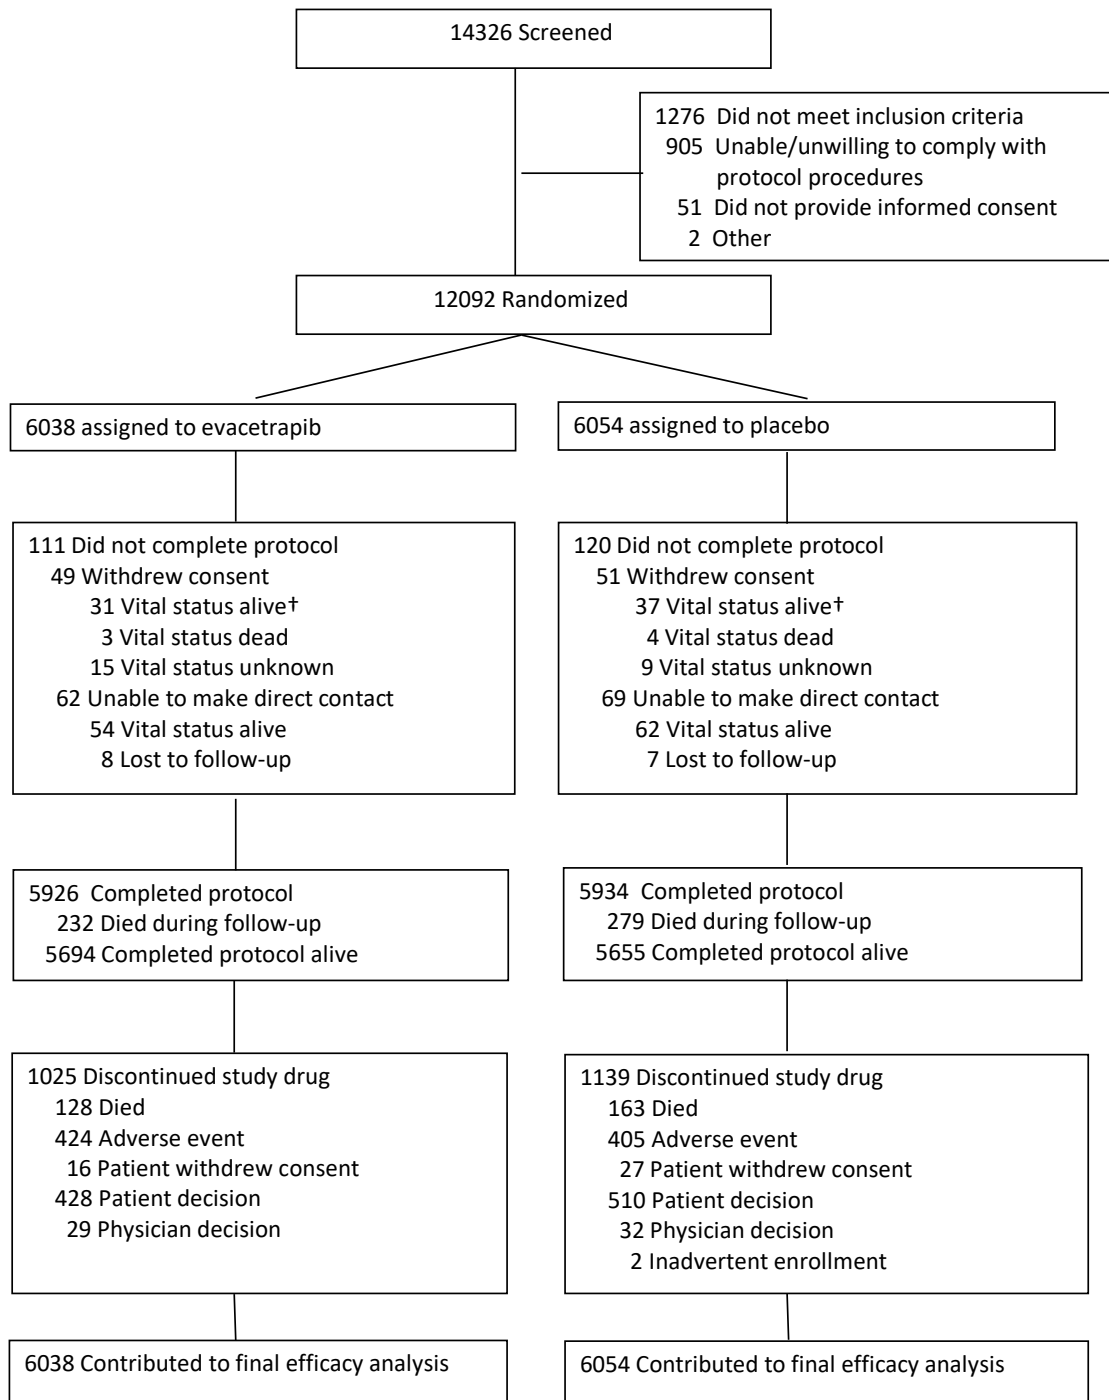 14326 Screened
1276 Did not meet inclusion criteria
905 Unable/unwilling to comply with
protocol procedures
51 Did not provide informed consent
2 Other
12092 Randomized
6038 assigned to evacetrapib
6054 assigned to placebo
111 Did not complete protocol
49 Withdrew consent
31 Vital status alive†
3 Vital status dead
15 Vital status unknown
62 Unable to make direct contact
54 Vital status alive
8 Lost to follow-up
120 Did not complete protocol
51 Withdrew consent
37 Vital status alive†
4 Vital status dead
9 Vital status unknown
69 Unable to make direct contact
62 Vital status alive
7 Lost to follow-up
5926 Completed protocol
232 Died during follow-up
5694 Completed protocol alive
5934 Completed protocol
279 Died during follow-up
5655 Completed protocol alive
1025 Discontinued study drug
128 Died
424 Adverse event
16 Patient withdrew consent
428 Patient decision
29 Physician decision
1139 Discontinued study drug
163 Died
405 Adverse event
27 Patient withdrew consent
510 Patient decision
32 Physician decision
2 Inadvertent enrollment
6038 Contributed to final efficacy analysis
6054 Contributed to final efficacy analysis